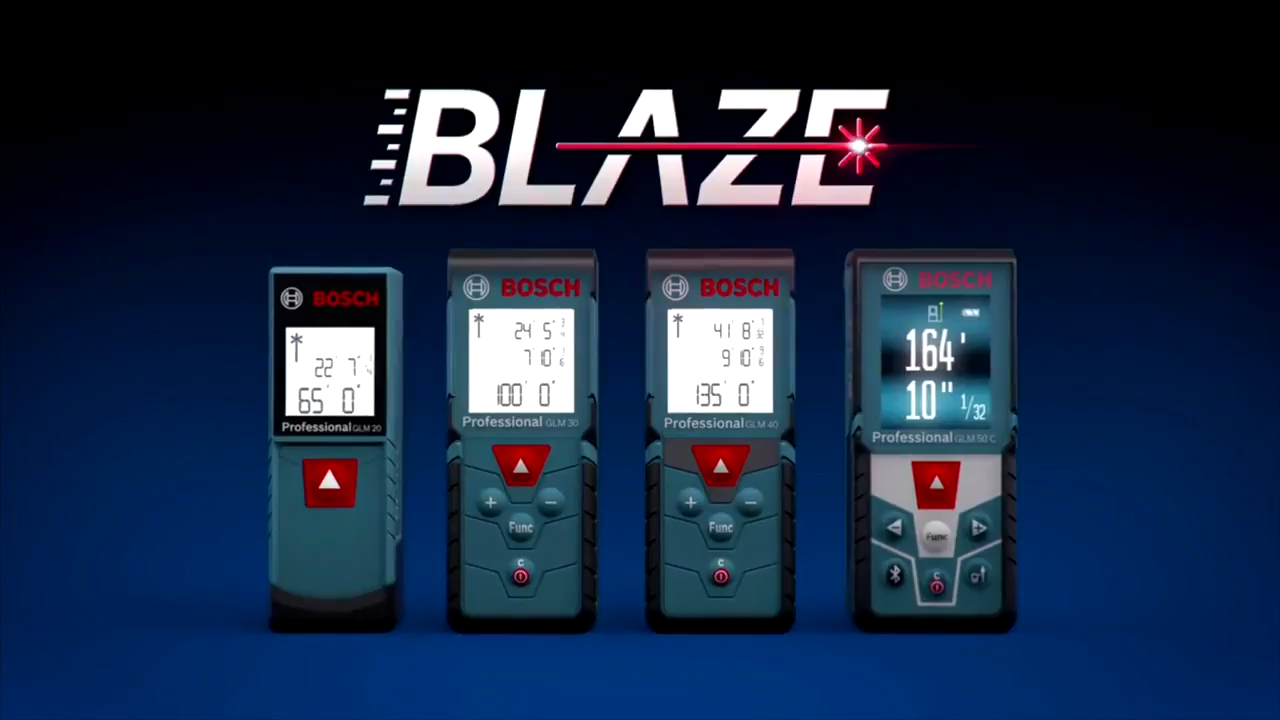 BLAZE
BOSCH
22' 7"
65' 0"
Professional GLM 20
BOSCH
24' 5"
7' 10"
100' 0"
Professional GLM 30
+ −
Func
C
BOSCH
41' 8"
9' 10"
135' 0"
Professional GLM 40
+ −
Func
C
BOSCH
164'
10" 1/32
Professional GLM 50 C
Func
C